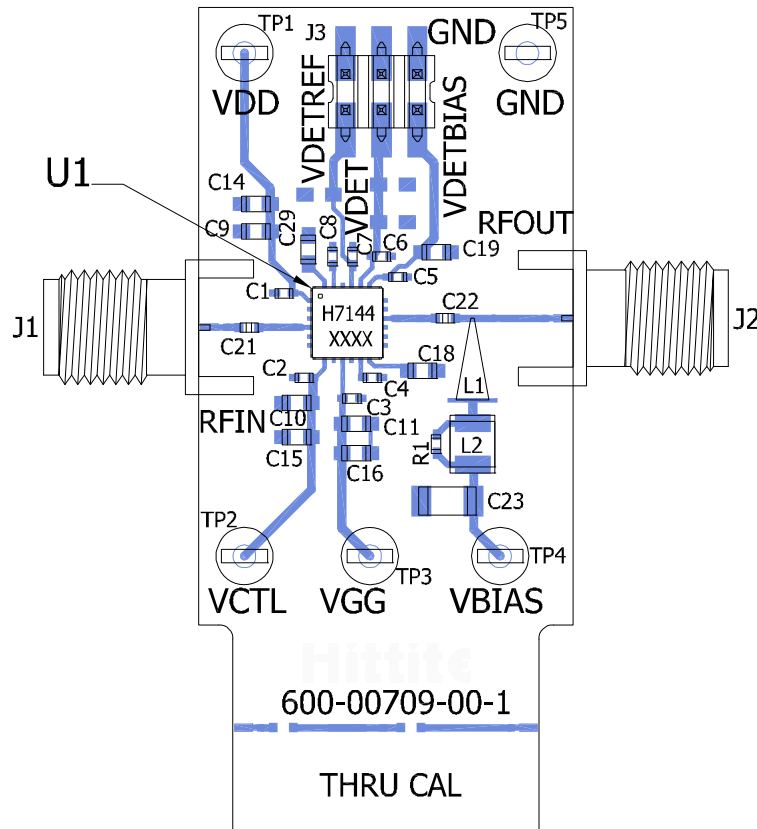 TP1
J3
GND
TP5
VDD
VDETREF
VDETBIAS
GND
U1
C14
C9
C29
C8
VDET
C7
C6
C19
RFOUT
C5
C1
J1
H7144
XXXX
C22
J2
C21
C2
C4
C18
L1
RFIN
C10
C3
C11
R1
L2
C15
C16
C23
TP2
TP3
TP4
VCTL
VGG
VBIAS
Hittite
600-00709-00-1
THRU CAL